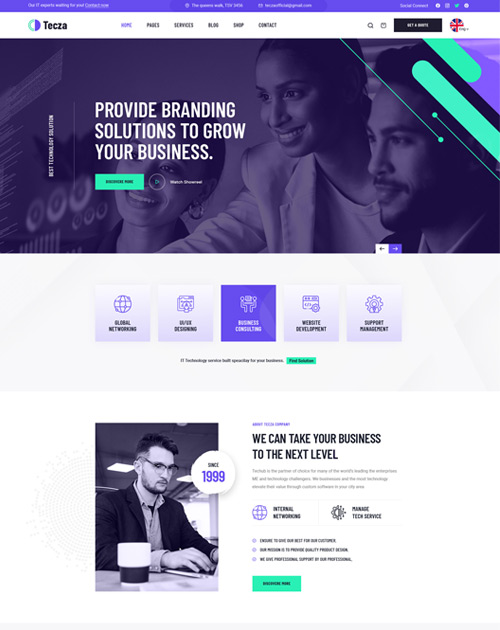 Our IT experts waiting for you! Contact now
The queens walk, TSV 3456
teczaofficial@gmail.com
Social Connect
Tecza
HOME
PAGES
SERVICES
BLOG
SHOP
CONTACT
GET A QUOTE
Eng
BEST TECHNOLOGY SOLUTION
PROVIDE BRANDING
SOLUTIONS TO GROW
YOUR BUSINESS.
DISCOVERE MORE
Watch Showreel
GLOBAL
NETWORKING
UI/UX
DESIGNING
BUSINESS
CONSULTING
WEBSITE
DEVELOPMENT
SUPPORT
MANAGEMENT
IT Technology service built specday for your business.
Find Solution
SINCE
1999
ABOUT TECZA COMPANY
WE CAN TAKE YOUR BUSINESS
TO THE NEXT LEVEL
Techait is the partner of choice for many of the world's leading the enterprises
ME and technology challengers. We businesses and the most technology
elevate their value through custom software in your city area
INTERNAL
NETWORKING
MANAGE
TECH SERVICE
ENSURE TO GIVE OUR BEST FOR OUR CUSTOMER.
OUR MISSION IS TO PROVIDE QUALITY PRODUCT DESIGN.
WE GIVE PROFESSIONAL SUPPORT BY OUR PROFESSIONAL.
DISCOVERE MORE